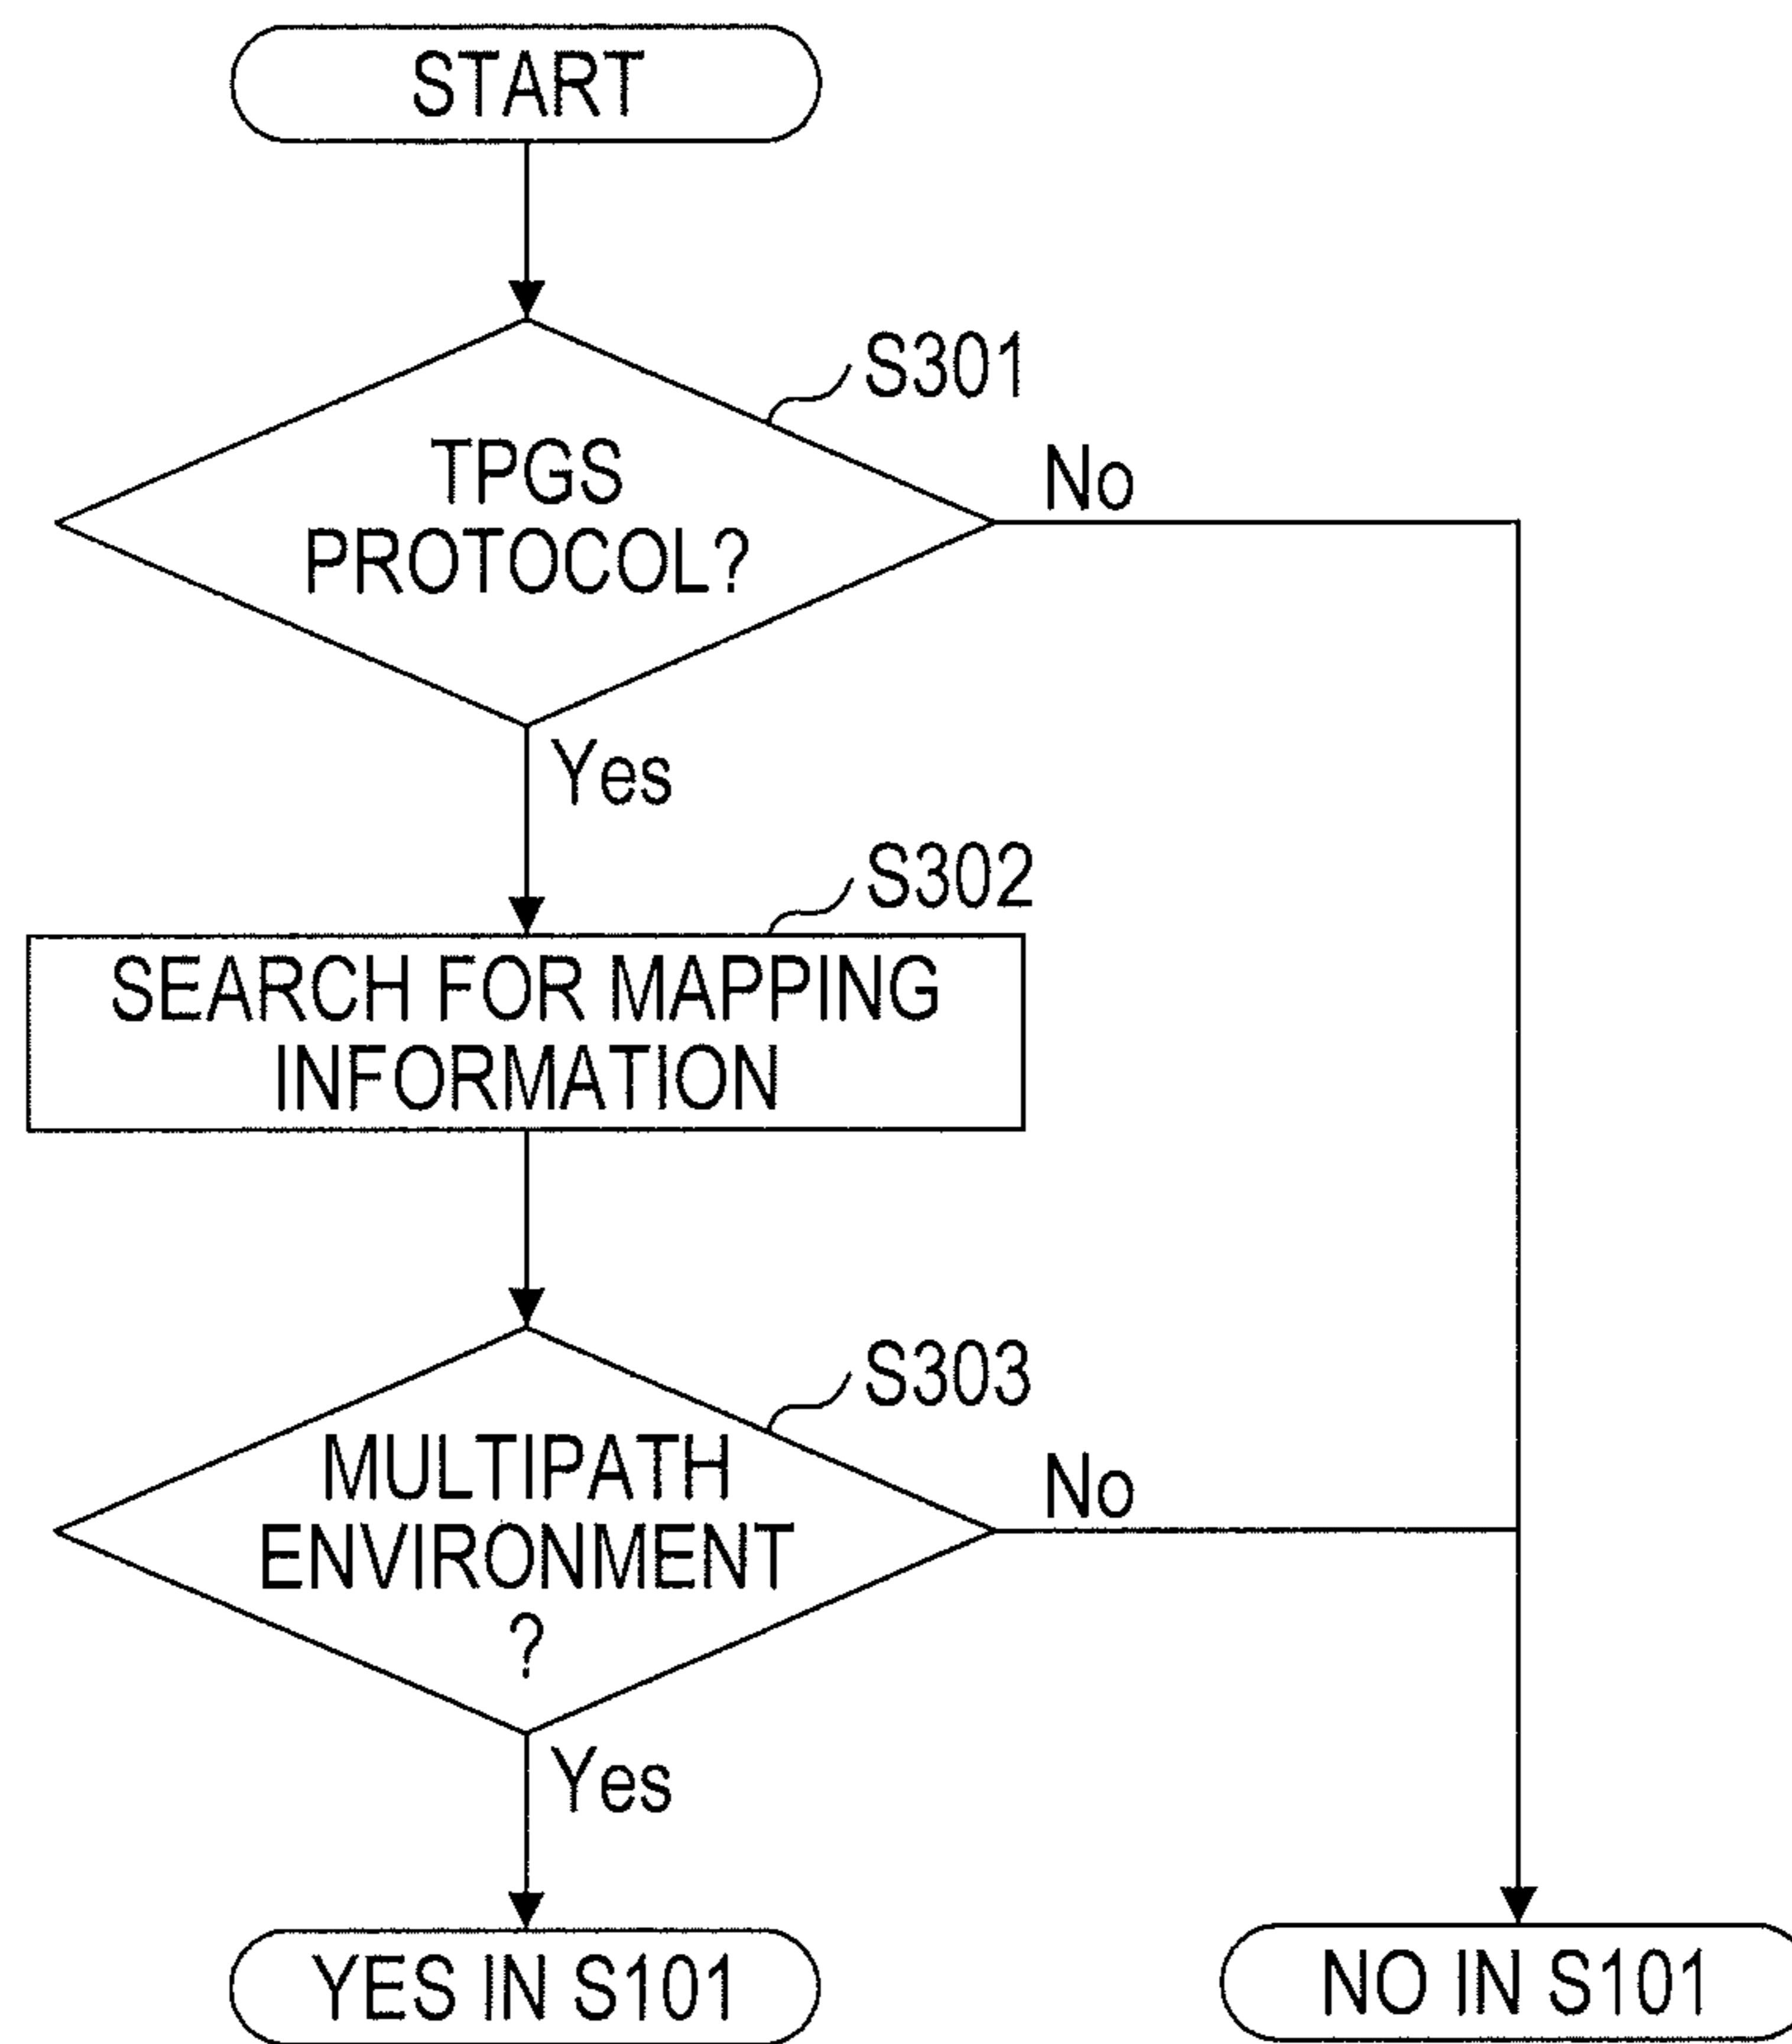 START
S301
TPGS
PROTOCOL?
No
Yes
S302
SEARCH FOR MAPPING
INFORMATION
S303
MULTIPATH
ENVIRONMENT
?
No
Yes
YES IN S101
NO IN S101